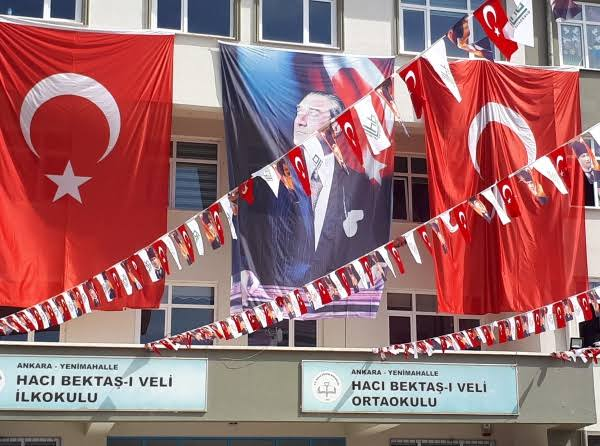 ANKARA - YENİMAHALLE
HACI BEKTAŞ-I VELİ
İLKOKULU
ANKARA - YENİMAHALLE
HACI BEKTAŞ-I VELİ
ORTAOKULU